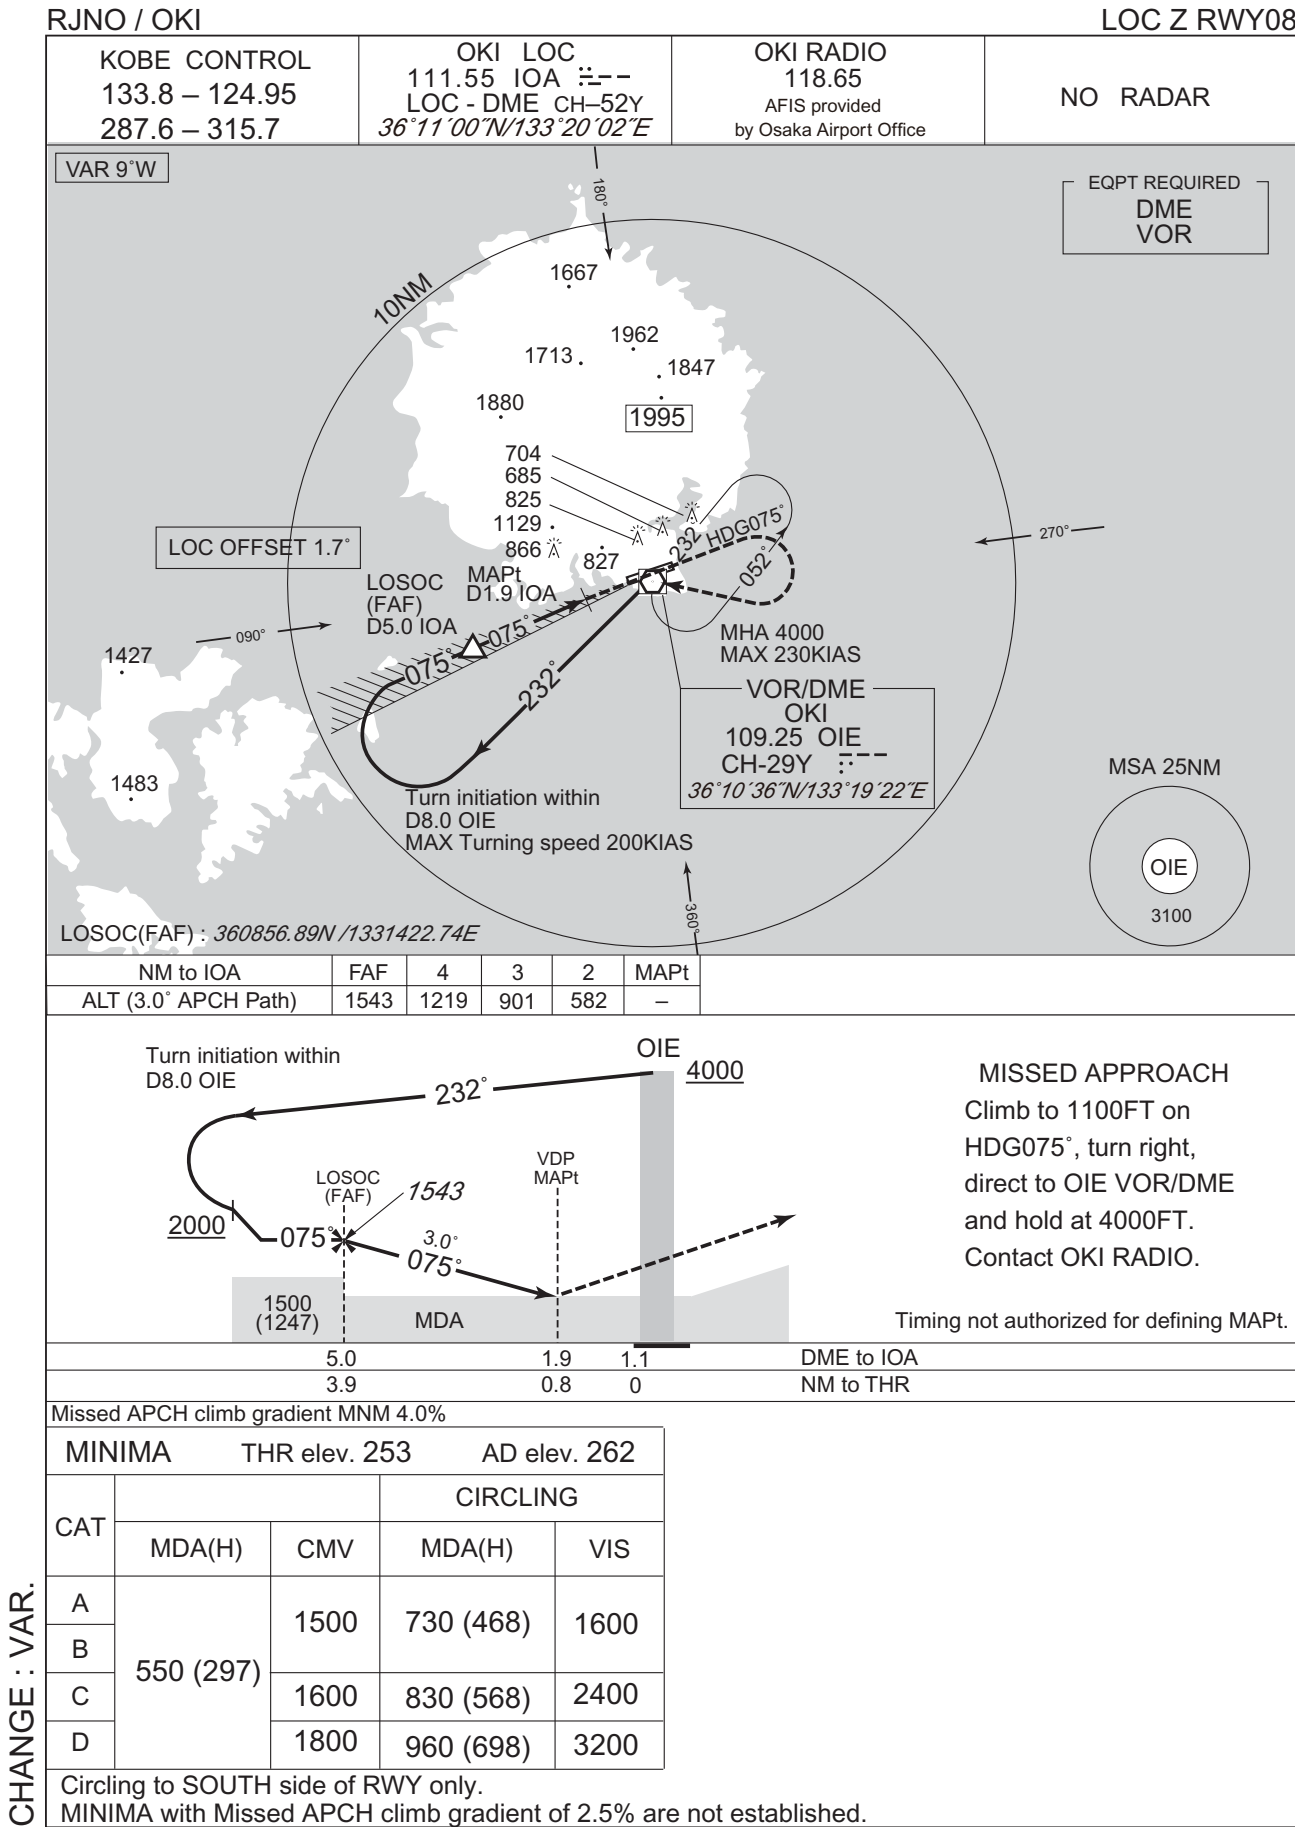 RJNO / OKI
LOC Z RWY08
KOBE CONTROL
133.8 – 124.95
287.6 – 315.7
OKI LOC
111.55 IOA
LOC - DME CH–52Y
36°11´00˝N/133°20´02˝E
OKI RADIO
118.65
AFIS provided
by Osaka Airport Office
NO RADAR
VAR 9°W
EQPT REQUIRED
DME
VOR
180°
10NM
1667
1962
1713
1847
1880
1995
704
685
825
1129
866
827
LOC OFFSET 1.7°
270°
090°
HDG075°
232
052°
LOSOC
(FAF)
D5.0 IOA
MAPt
D1.9 IOA
075°
075°
232°
MHA 4000
MAX 230KIAS
1427
1483
VOR/DME
OKI
109.25 OIE
CH-29Y
36°10´36˝N/133°19´22˝E
Turn initiation within
D8.0 OIE
MAX Turning speed 200KIAS
360°
MSA 25NM
OIE
3100
LOSOC(FAF) : 360856.89N /1331422.74E
NM to IOA FAF 4 3 2 MAPt
ALT (3.0° APCH Path) 1543 1219 901 582 –
Turn initiation within
D8.0 OIE
232°
OIE
4000
LOSOC
(FAF)
1543
VDP
MAPt
2000
075°
3.0°
075°
1500
(1247)
MDA
MISSED APPROACH
Climb to 1100FT on
HDG075°, turn right,
direct to OIE VOR/DME
and hold at 4000FT.
Contact OKI RADIO.
Timing not authorized for defining MAPt.
5.0 1.9 1.1 DME to IOA
3.9 0.8 0 NM to THR
Missed APCH climb gradient MNM 4.0%
MINIMA THR elev. 253 AD elev. 262
CAT CIRCLING
MDA(H) CMV MDA(H) VIS
A
B
C
D
550 (297)
1500 730 (468) 1600
1600 830 (568) 2400
1800 960 (698) 3200
Circling to SOUTH side of RWY only.
MINIMA with Missed APCH climb gradient of 2.5% are not established.
CHANGE : VAR.